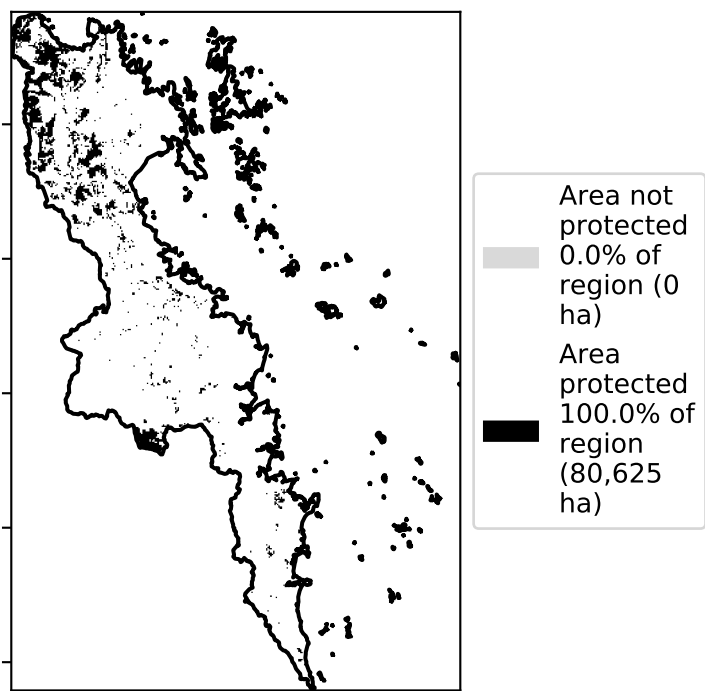 Area not
protected
0.0% of
region (0
ha)
Area
protected
100.0% of
region
(80,625
ha)